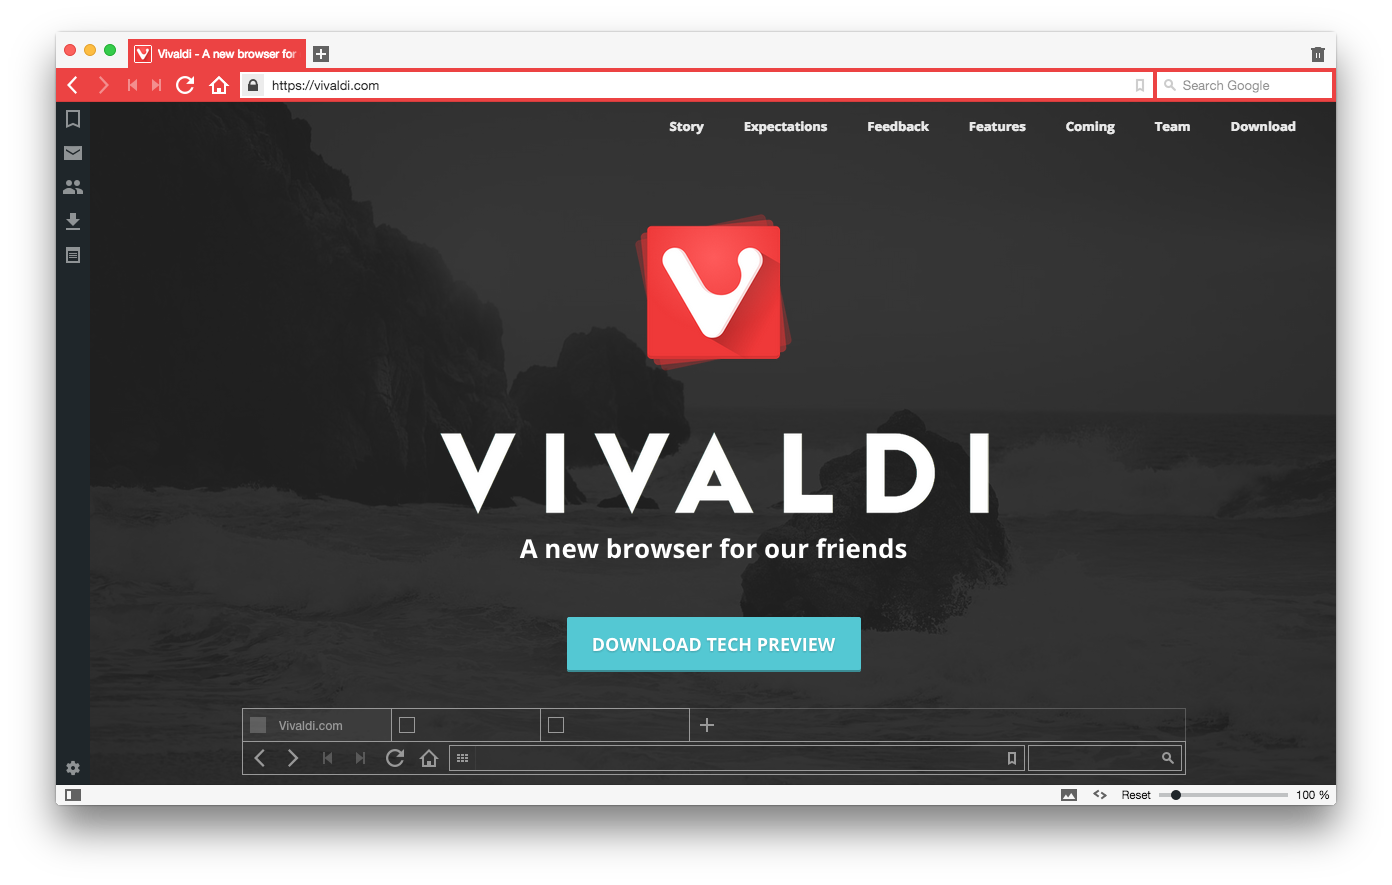 Vivaldi - A new browser for
https://vivaldi.com
Search Google
Story Expectations Feedback Features Coming Team Download
VIVALDI
A new browser for our friends
DOWNLOAD TECH PREVIEW
Vivaldi.com
Reset 100 %